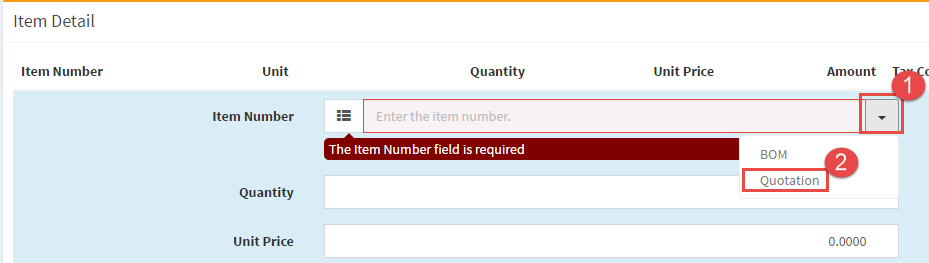 Item Detail
Item Number Unit Quantity Unit Price Amount Tax Co
1
Item Number Enter the item number.
The Item Number field is required
BOM
2
Quotation
Quantity
Unit Price 0.0000